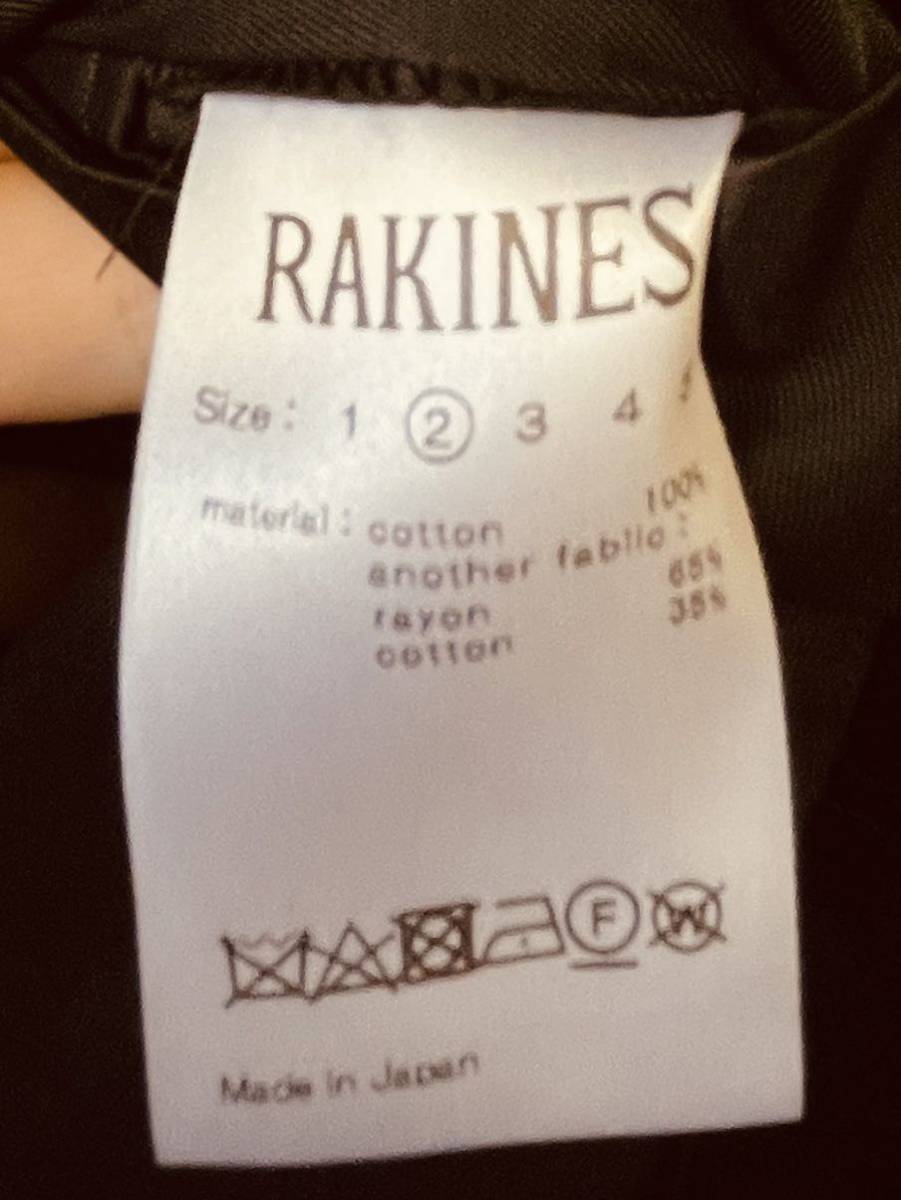 RAKINES
Size: 1 ② 3 4 5
material: cotton 100%
another fablic:
rayon 65%
cotton 35%
F W
Made in Japan